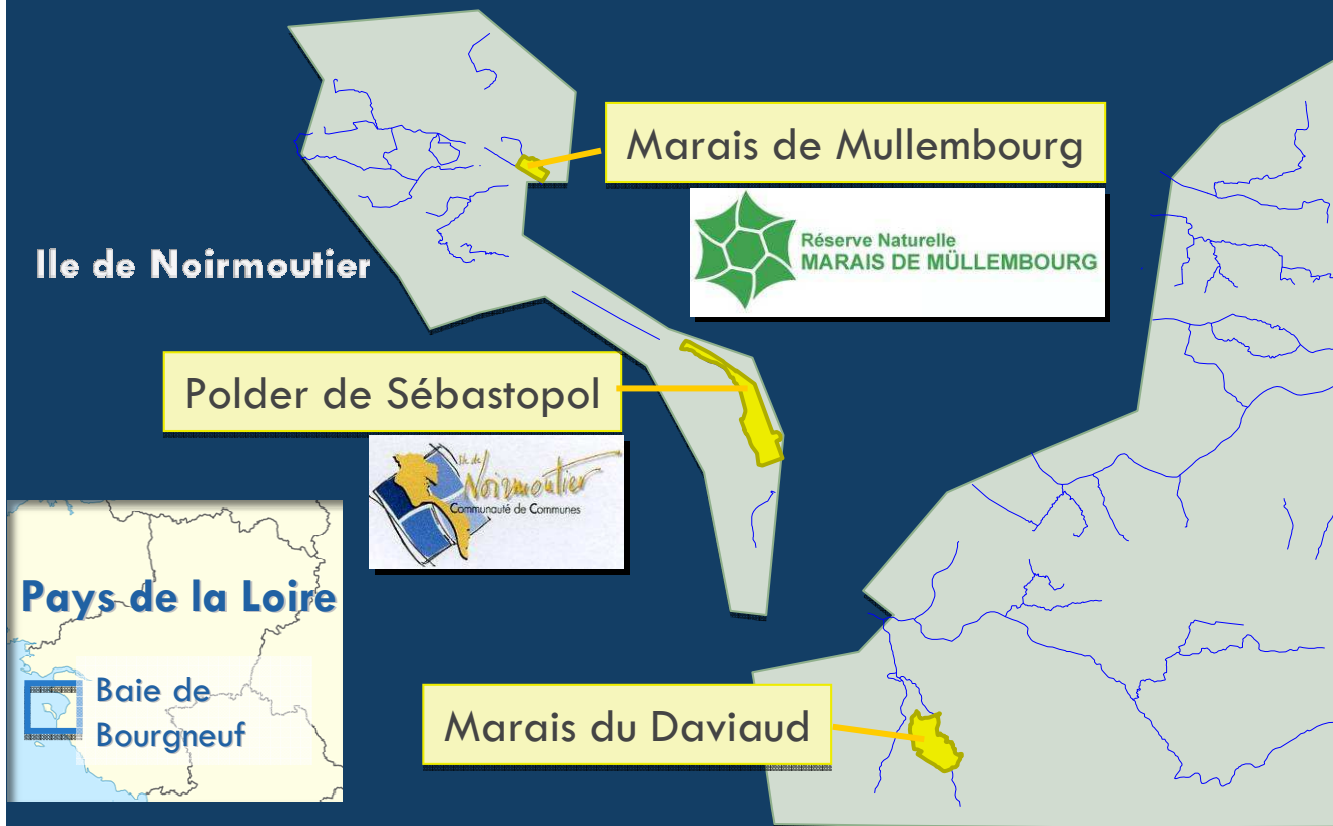 Marais de Mullembourg
Réserve Naturelle
MARAIS DE MÜLLEMBOURG
Ile de Noirmoutier
Polder de Sébastopol
Ile de
Noirmoutier
Communauté de Communes
Pays de la Loire
Baie de
Bourgneuf
Marais du Daviaud